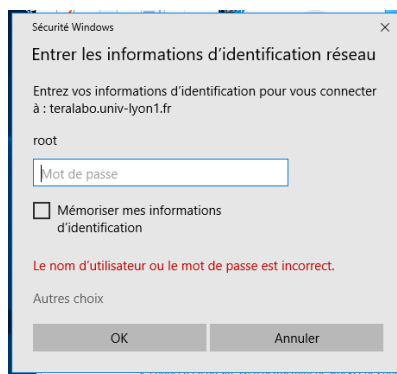 Sécurité Windows
Entrer les informations d'identification réseau
Entrez vos informations d'identification pour vous connecter
à : teralabo.univ-lyon1.fr
root
Mot de passe
Mémoriser mes informations
d'identification
Le nom d'utilisateur ou le mot de passe est incorrect.
Autres choix
OK
Annuler